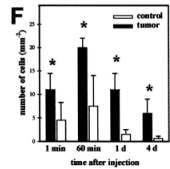 F
control
tumor
number of cells (mm⁻²)
25
20
15
10
5
0
* * * *
1 min 60 min 1 d 4 d
time after injection